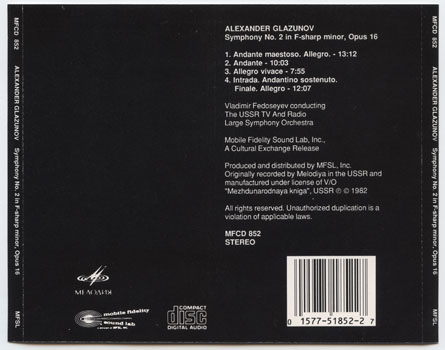 MFCD 852
ALEXANDER GLAZUNOV
Symphony No. 2 in F-sharp minor, Opus 16
MFSL
ALEXANDER GLAZUNOV
Symphony No. 2 in F-sharp minor, Opus 16
1. Andante maestoso. Allegro. - 13:12
2. Andante - 10:03
3. Allegro vivace - 7:55
4. Intrada. Andantino sostenuto.
Finale. Allegro - 12:07
Vladimir Fedoseyev conducting
The USSR TV And Radio
Large Symphony Orchestra
Mobile Fidelity Sound Lab, Inc.,
A Cultural Exchange Release
Produced and distributed by MFSL, Inc.
Originally recorded by Melodiya in the USSR and
manufactured under license of V/O
"Mezhdunarodnaya kniga", USSR ℗ © 1982
All rights reserved. Unauthorized duplication is a
violation of applicable laws.
MFCD 852
STEREO
МЕЛОДИЯ
mobile fidelity
sound lab
COMPACT
disc
DIGITAL AUDIO
0 15775-1852-2 7
MFCD 852
ALEXANDER GLAZUNOV
Symphony No. 2 in F-sharp minor, Opus 16
MFSL